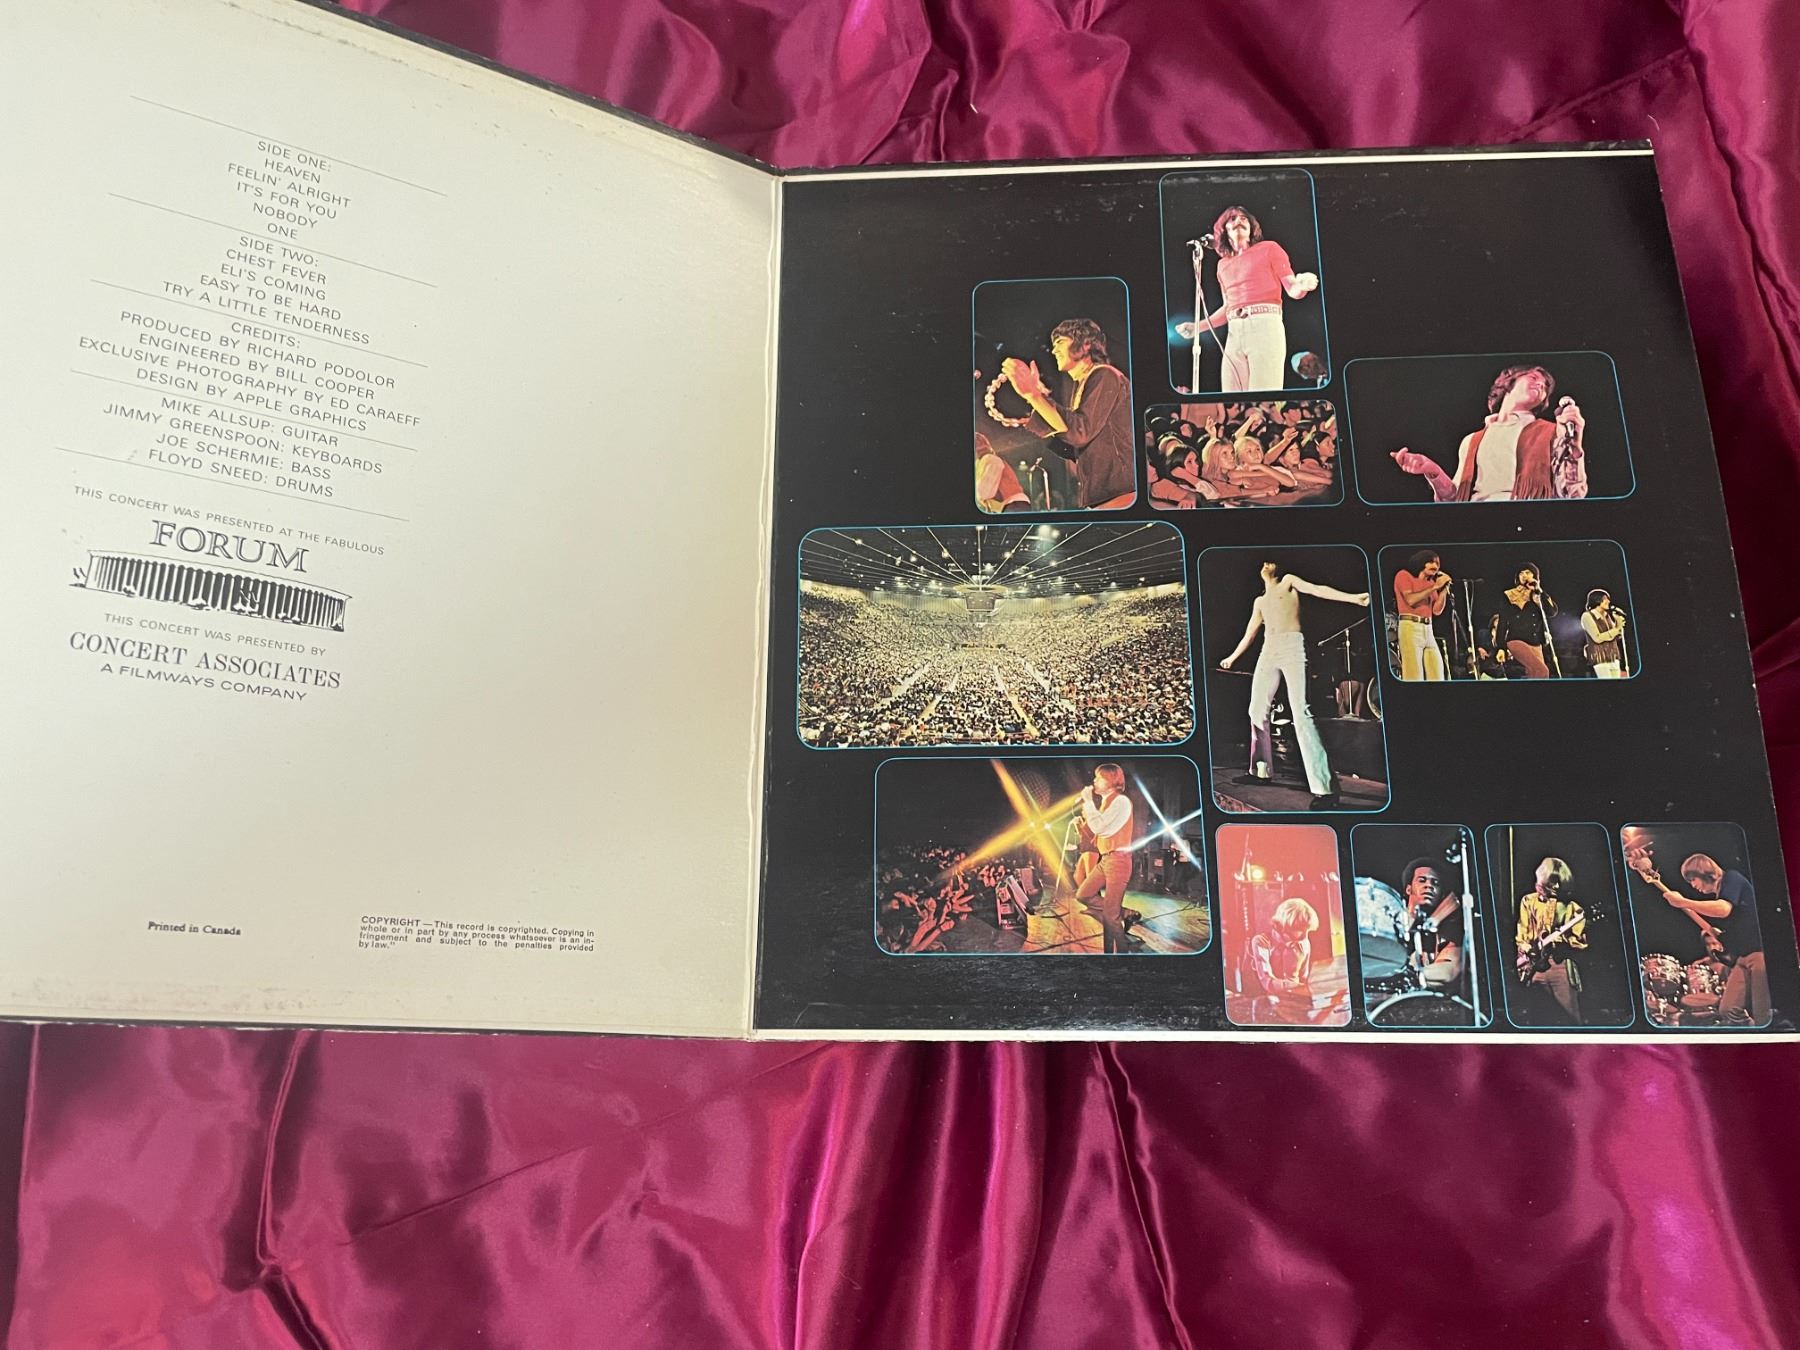 SIDE ONE:
HEAVEN
FEELIN' ALRIGHT
IT'S FOR YOU
NOBODY
ONE
SIDE TWO:
CHEST FEVER
ELI'S COMING
EASY TO BE HARD
TRY A LITTLE TENDERNESS
CREDITS:
PRODUCED BY RICHARD PODOLOR
ENGINEERED BY BILL COOPER
EXCLUSIVE PHOTOGRAPHY BY ED CARAEFF
DESIGN BY APPLE GRAPHICS
MIKE ALLSUP: GUITAR
JIMMY GREENSPOON: KEYBOARDS
JOE SCHERMIE: BASS
FLOYD SNEED: DRUMS
THIS CONCERT WAS PRESENTED AT THE FABULOUS
FORUM
THIS CONCERT WAS PRESENTED BY
CONCERT ASSOCIATES
A FILMWAYS COMPANY
Printed in Canada
COPYRIGHT — This record is copyrighted. Copying in
whole or in part by any process whatsoever is an in-
fringement and subject to the penalties provided
by law."